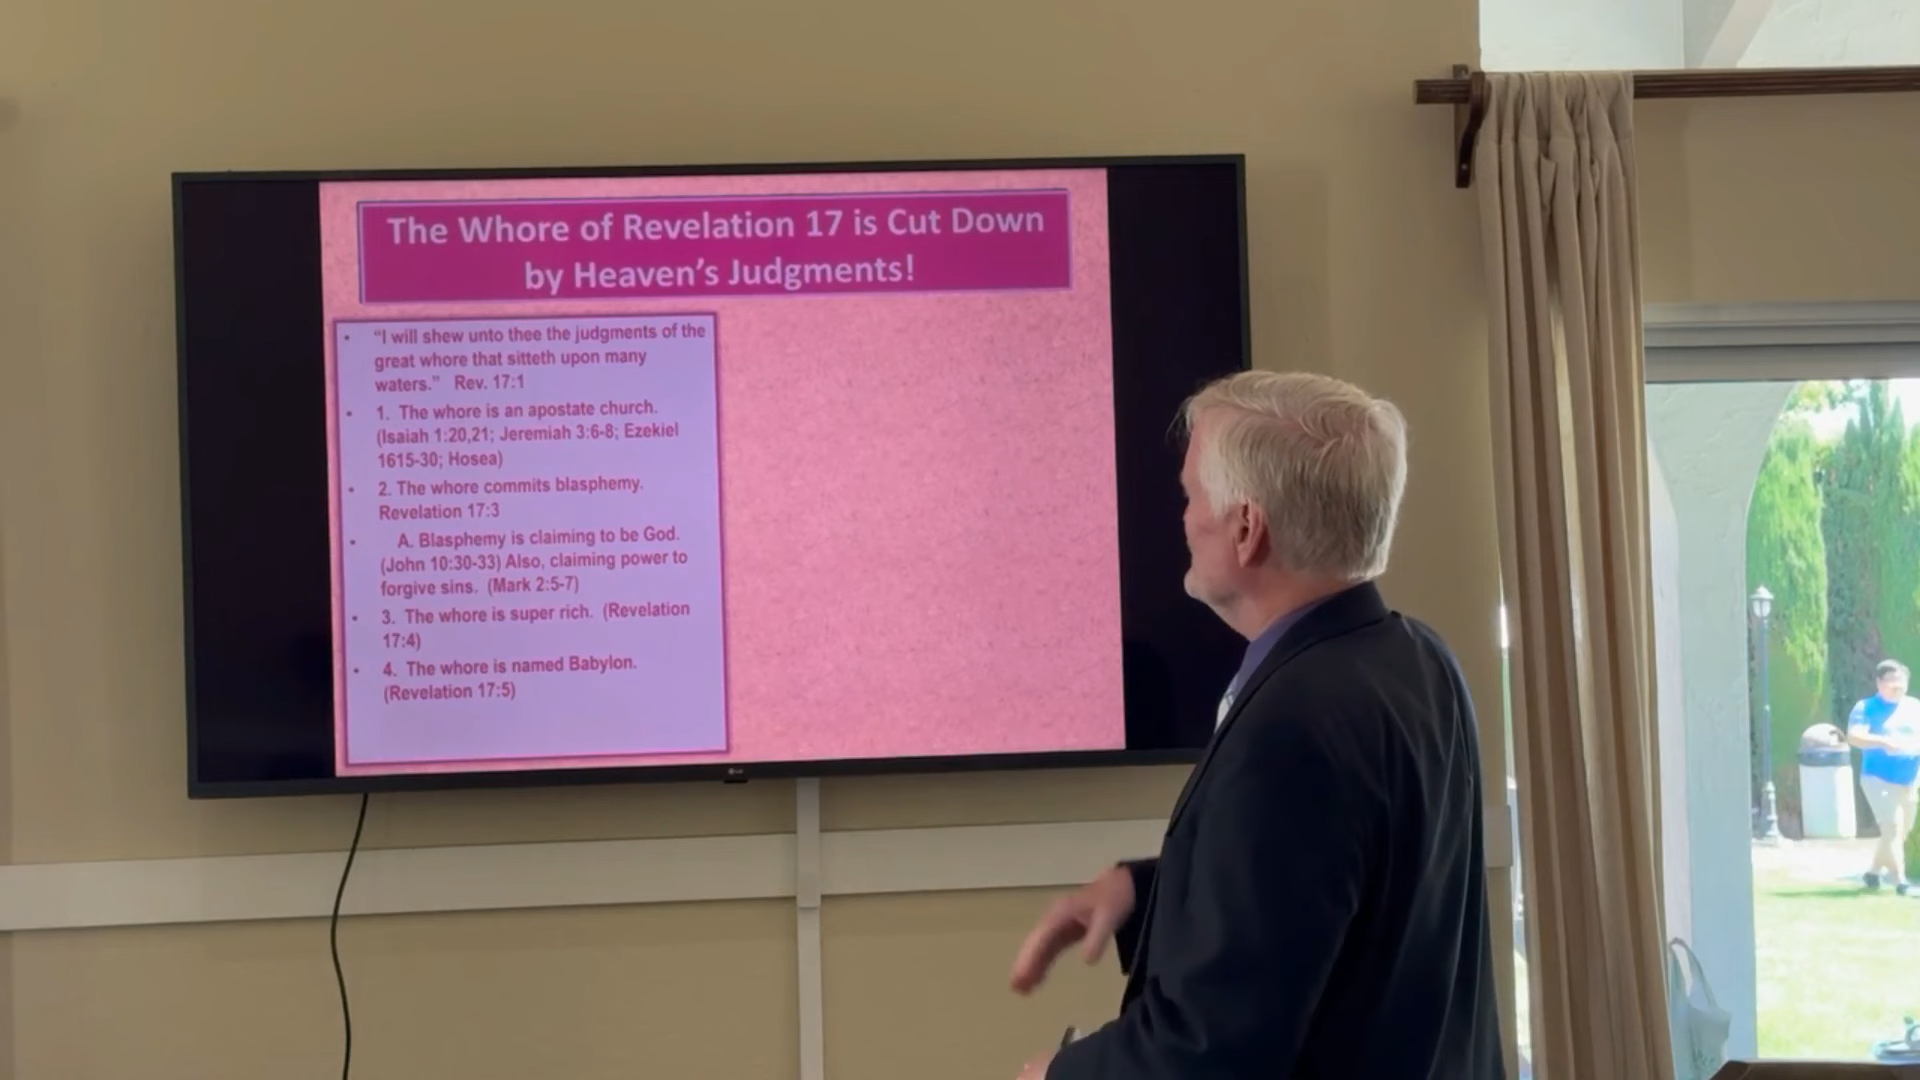 The Whore of Revelation 17 is Cut Down
by Heaven's Judgments!
• "I will shew unto thee the judgments of the
great whore that sitteth upon many
waters." Rev. 17:1
• 1. The whore is an apostate church.
(Isaiah 1:20,21; Jeremiah 3:6-8; Ezekiel
1615-30; Hosea)
• 2. The whore commits blasphemy.
Revelation 17:3
• A. Blasphemy is claiming to be God.
(John 10:30-33) Also, claiming power to
forgive sins. (Mark 2:5-7)
• 3. The whore is super rich. (Revelation
17:4)
• 4. The whore is named Babylon.
(Revelation 17:5)